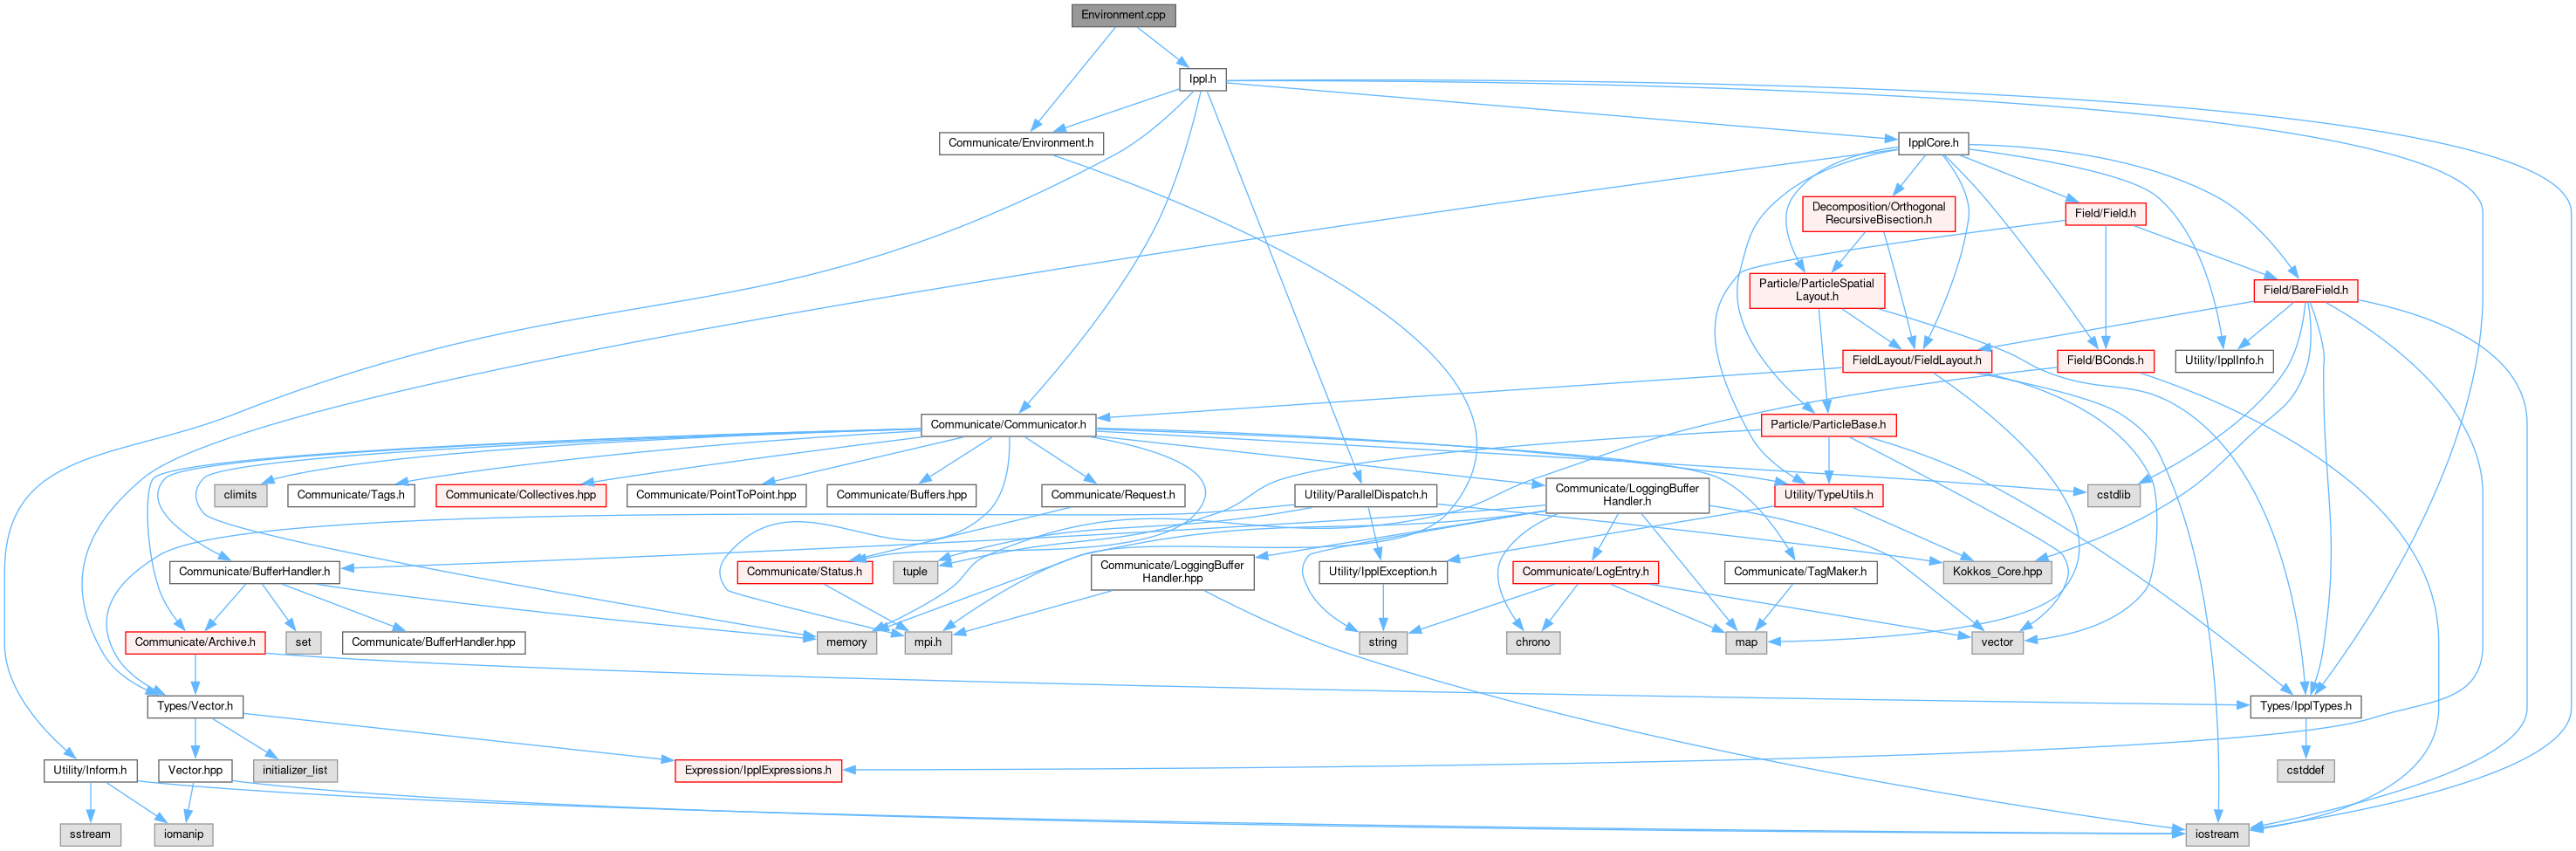 Environment.cpp
Ippl.h
Communicate/Environment.h
IpplCore.h
Decomposition/Orthogonal
RecursiveBisection.h
Field/Field.h
Particle/ParticleSpatial
Layout.h
Field/BareField.h
FieldLayout/FieldLayout.h
Field/BConds.h
Utility/IpplInfo.h
Communicate/Communicator.h
Particle/ParticleBase.h
climits
Communicate/Tags.h
Communicate/Collectives.hpp
Communicate/PointToPoint.hpp
Communicate/Buffers.hpp
Communicate/Request.h
Utility/ParallelDispatch.h
Communicate/LoggingBuffer
Handler.h
Utility/TypeUtils.h
cstdlib
Communicate/BufferHandler.h
Communicate/Status.h
tuple
Communicate/LoggingBuffer
Handler.hpp
Utility/IpplException.h
Communicate/LogEntry.h
Communicate/TagMaker.h
Kokkos_Core.hpp
Communicate/Archive.h
set
Communicate/BufferHandler.hpp
memory
mpi.h
string
chrono
map
vector
Types/Vector.h
Types/IpplTypes.h
Utility/Inform.h
Vector.hpp
initializer_list
Expression/IpplExpressions.h
cstddef
sstream
iomanip
iostream